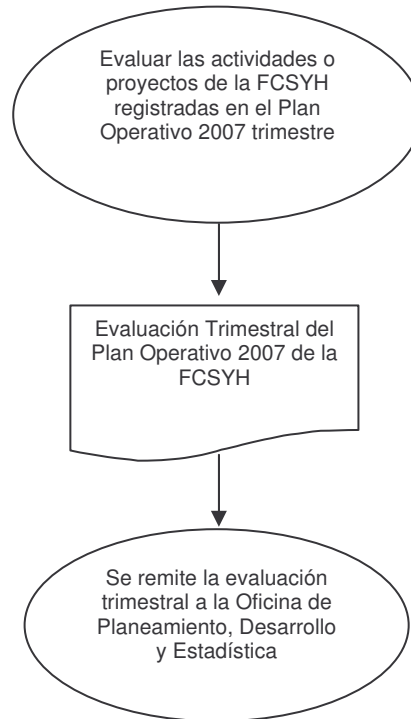 Evaluar las actividades o
proyectos de la FCSYH
registradas en el Plan
Operativo 2007 trimestre
Evaluación Trimestral del
Plan Operativo 2007 de la
FCSYH
Se remite la evaluación
trimestral a la Oficina de
Planeamiento, Desarrollo
y Estadística